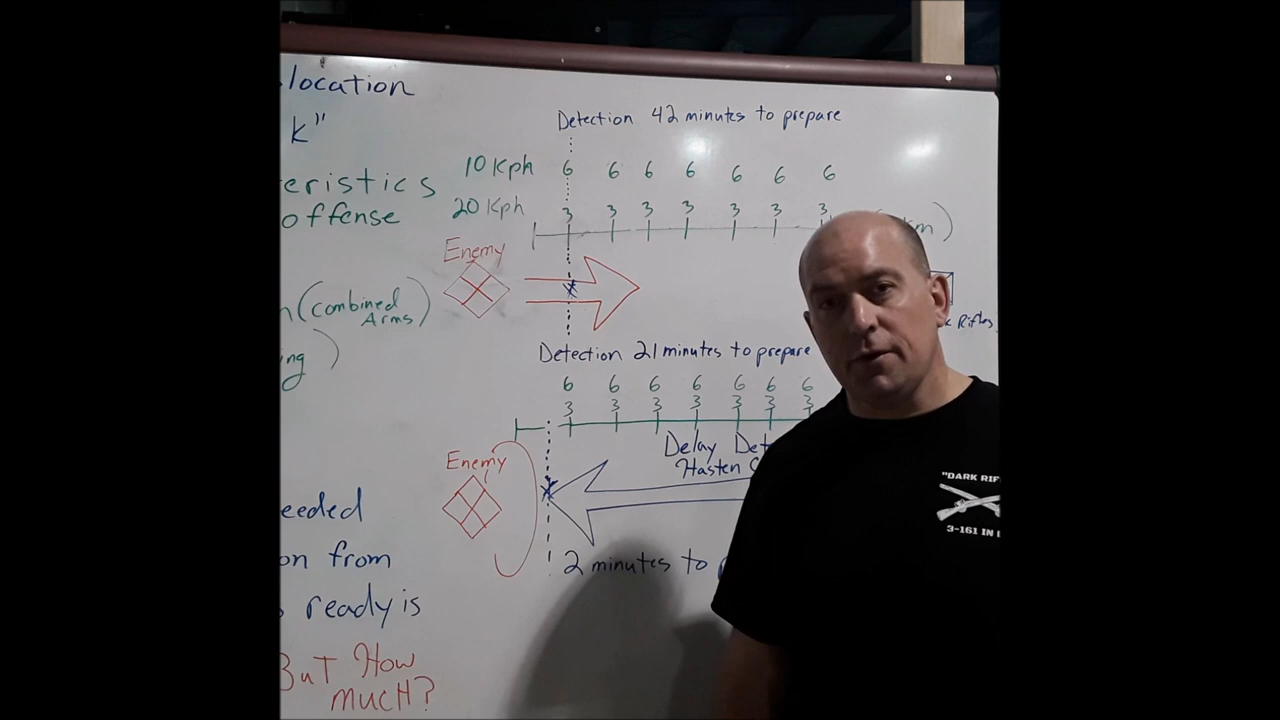 location
k"
eristics
offense
(combined
Arms)
ing)
eeded
on from
ready is
But How
much?
Detection 42 minutes to prepare
10 Kph 6 6 6 6 6 6 6
20 Kph 3 3 3 3 3 3 3
km)
Enemy
k Rifles
Detection 21 minutes to prepare
6 6 6 6 6 6 6
3 3 3 3 3 3 3
Enemy
Delay Det
Hasten C
2 minutes to p
"DARK RIF
3-161 IN